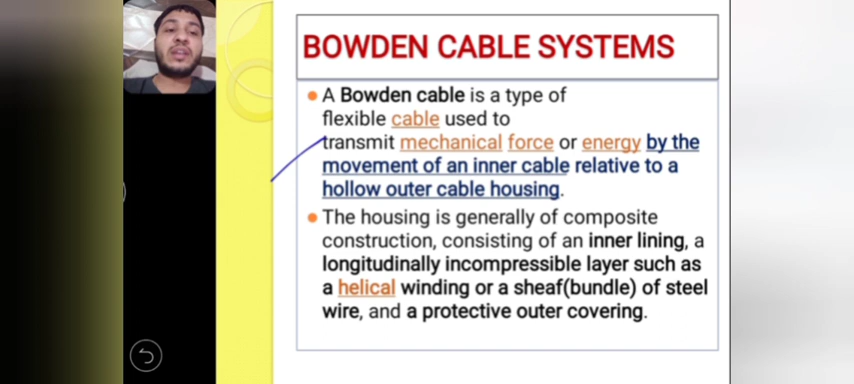 BOWDEN CABLE SYSTEMS
A Bowden cable is a type of
flexible cable used to
transmit mechanical force or energy by the
movement of an inner cable relative to a
hollow outer cable housing.
The housing is generally of composite
construction, consisting of an inner lining, a
longitudinally incompressible layer such as
a helical winding or a sheaf(bundle) of steel
wire, and a protective outer covering.